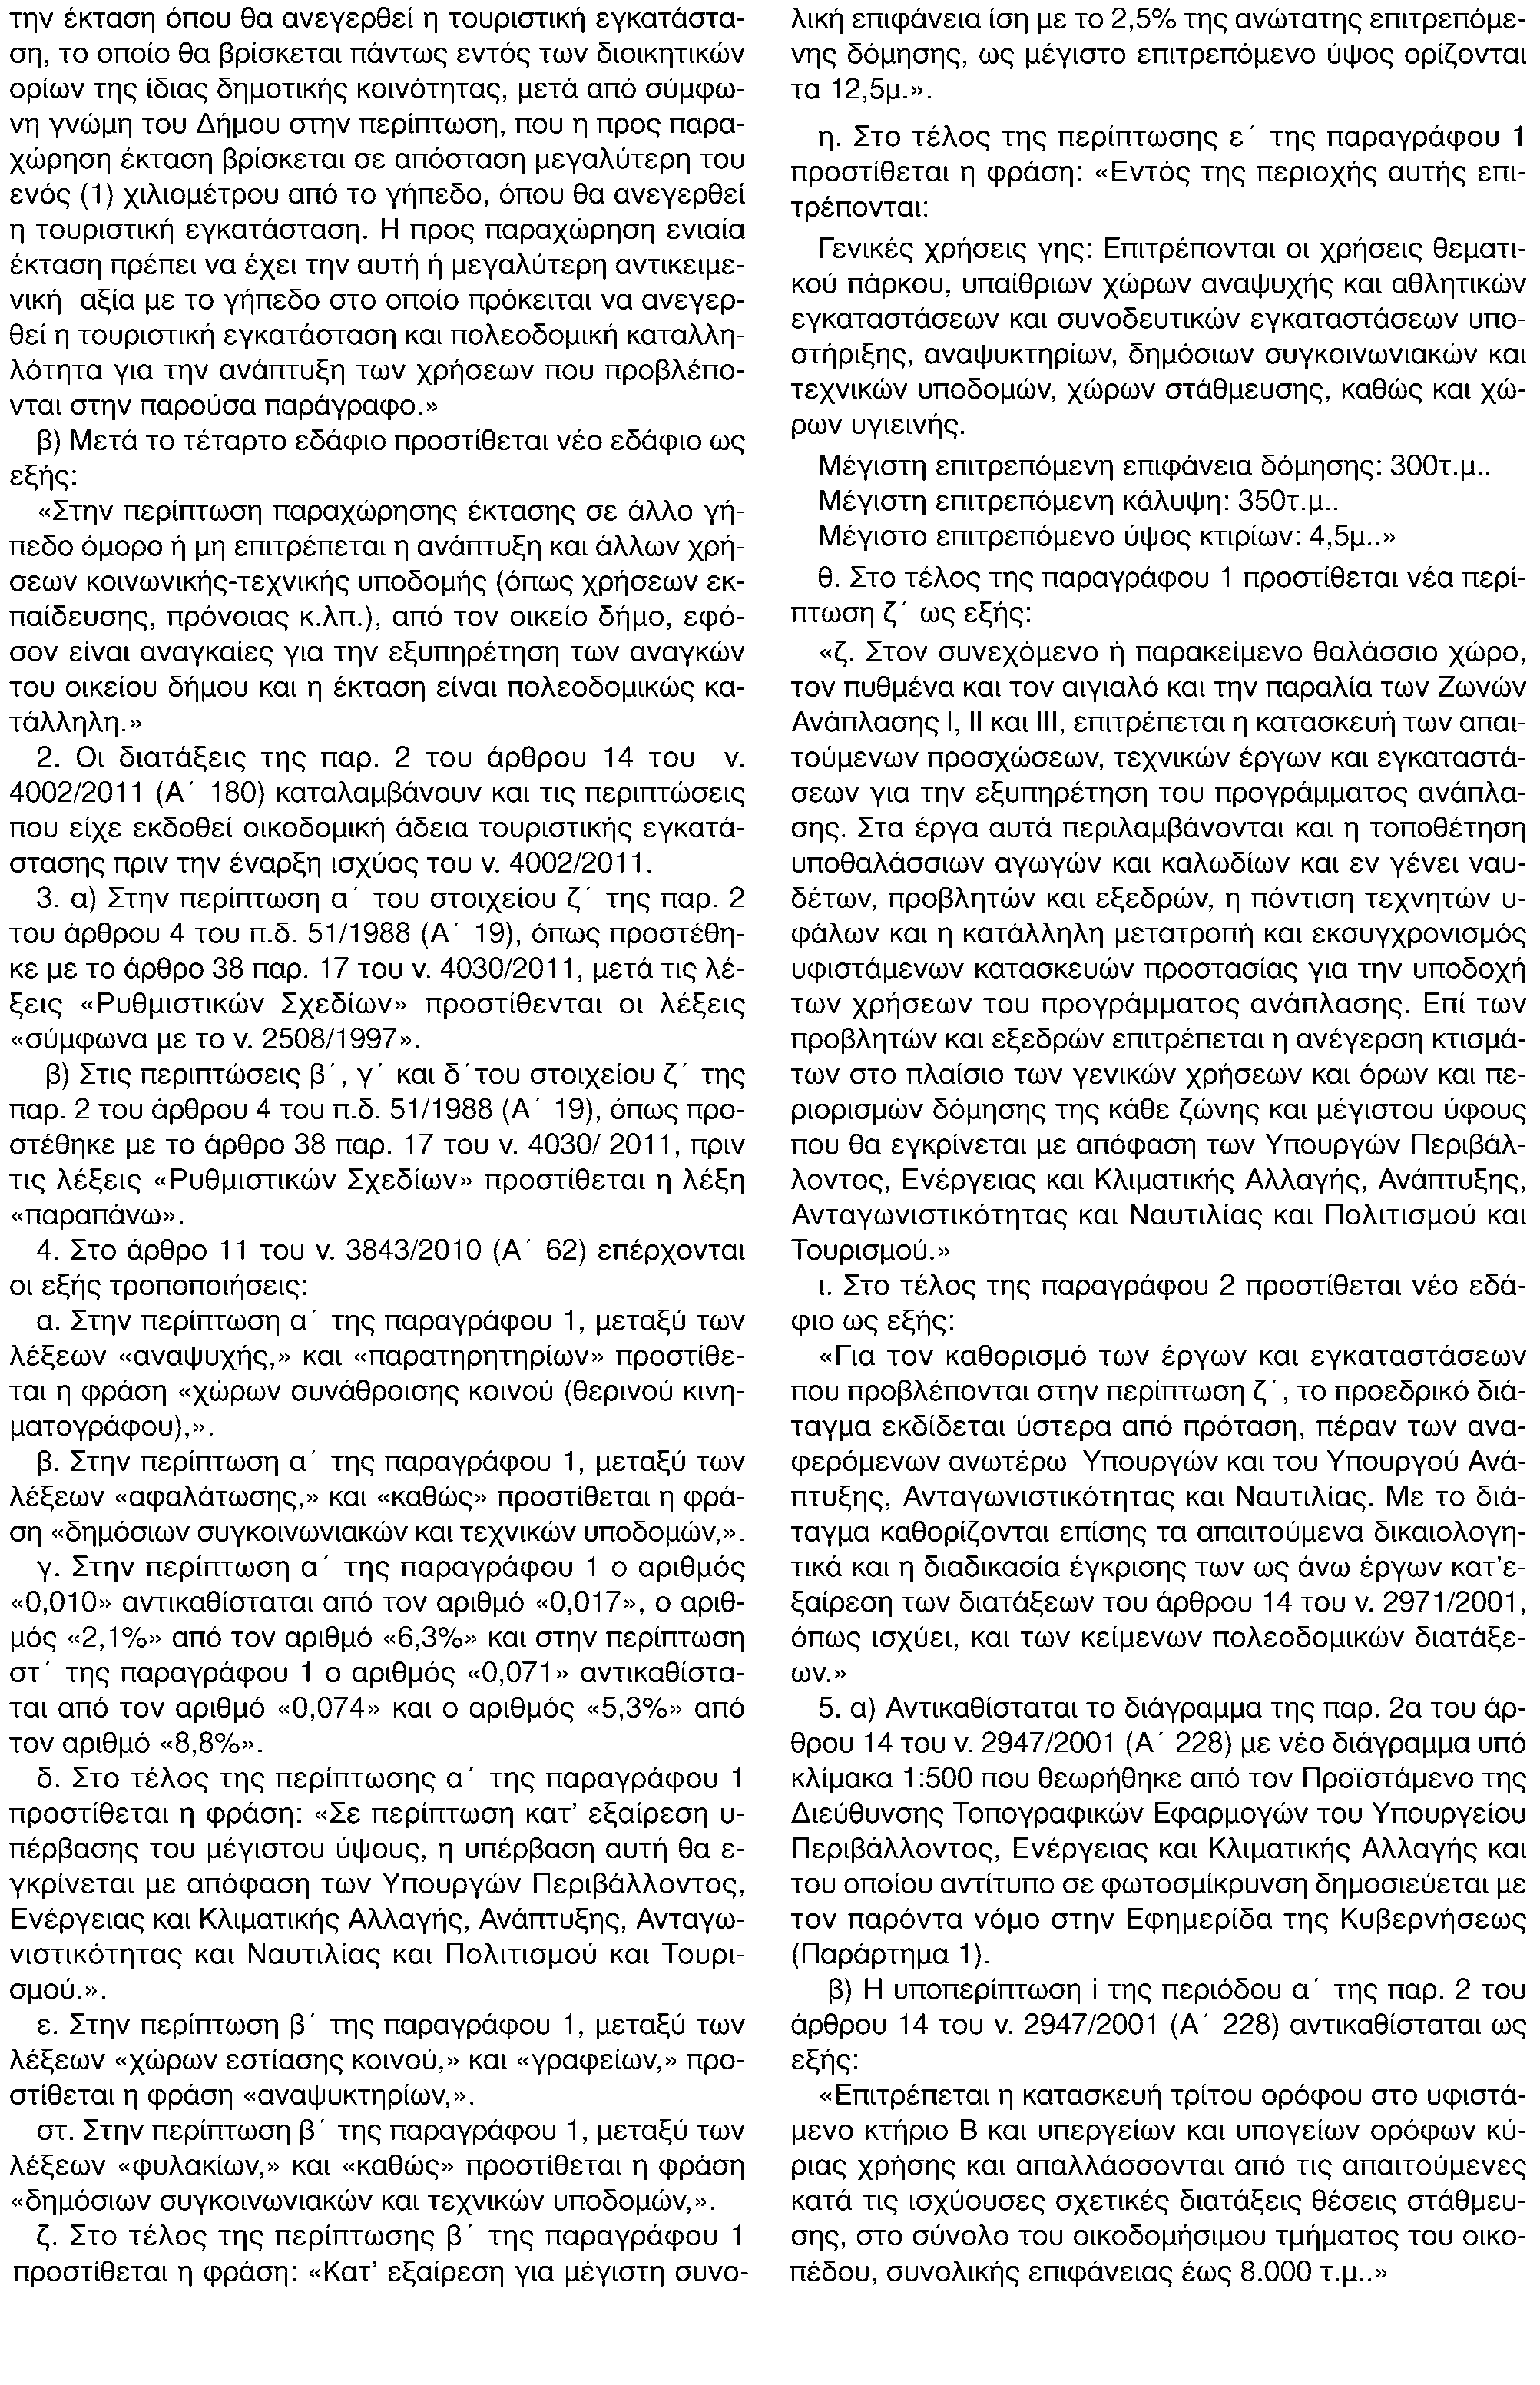 την έκταση όπου θα ανεγερθεί η τουριστική εγκατάστα-
ση, το οποίο θα βρίσκεται πάντως εντός των διοικητικών
ορίων της ίδιας δημοτικής κοινότητας, μετά από σύμφω-
νη γνώμη του Δήμου στην περίπτωση, που η προς παρα-
χώρηση έκταση βρίσκεται σε απόσταση μεγαλύτερη του
ενός (1) χιλιομέτρου από το γήπεδο, όπου θα ανεγερθεί
η τουριστική εγκατάσταση. Η προς παραχώρηση ενιαία
έκταση πρέπει να έχει την αυτή ή μεγαλύτερη αντικειμε-
νική αξία με το γήπεδο στο οποίο πρόκειται να ανεγερ-
θεί η τουριστική εγκατάσταση και πολεοδομική καταλλη-
λότητα για την ανάπτυξη των χρήσεων που προβλέπο-
νται στην παρούσα παράγραφο.»
β) Μετά το τέταρτο εδάφιο προστίθεται νέο εδάφιο ως
εξής:
«Στην περίπτωση παραχώρησης έκτασης σε άλλο γή-
πεδο όμορο ή μη επιτρέπεται η ανάπτυξη και άλλων χρή-
σεων κοινωνικής-τεχνικής υποδομής (όπως χρήσεων εκ-
παίδευσης, πρόνοιας κ.λπ.), από τον οικείο δήμο, εφό-
σον είναι αναγκαίες για την εξυπηρέτηση των αναγκών
του οικείου δήμου και η έκταση είναι πολεοδομικώς κα-
τάλληλη.»
2. Οι διατάξεις της παρ. 2 του άρθρου 14 του ν.
4002/2011 (Α΄ 180) καταλαμβάνουν και τις περιπτώσεις
που είχε εκδοθεί οικοδομική άδεια τουριστικής εγκατά-
στασης πριν την έναρξη ισχύος του ν. 4002/2011.
3. α) Στην περίπτωση α΄ του στοιχείου ζ΄ της παρ. 2
του άρθρου 4 του π.δ. 51/1988 (Α΄ 19), όπως προστέθη-
κε με το άρθρο 38 παρ. 17 του ν. 4030/2011, μετά τις λέ-
ξεις «Ρυθμιστικών Σχεδίων» προστίθενται οι λέξεις
«σύμφωνα με το ν. 2508/1997».
β) Στις περιπτώσεις β΄, γ΄ και δ΄του στοιχείου ζ΄ της
παρ. 2 του άρθρου 4 του π.δ. 51/1988 (Α΄ 19), όπως προ-
στέθηκε με το άρθρο 38 παρ. 17 του ν. 4030/ 2011, πριν
τις λέξεις «Ρυθμιστικών Σχεδίων» προστίθεται η λέξη
«παραπάνω».
4. Στο άρθρο 11 του ν. 3843/2010 (Α΄ 62) επέρχονται
οι εξής τροποποιήσεις:
α. Στην περίπτωση α΄ της παραγράφου 1, μεταξύ των
λέξεων «αναψυχής,» και «παρατηρητηρίων» προστίθε-
ται η φράση «χώρων συνάθροισης κοινού (θερινού κινη-
ματογράφου),».
β. Στην περίπτωση α΄ της παραγράφου 1, μεταξύ των
λέξεων «αφαλάτωσης,» και «καθώς» προστίθεται η φρά-
ση «δημόσιων συγκοινωνιακών και τεχνικών υποδομών,».
γ. Στην περίπτωση α΄ της παραγράφου 1 ο αριθμός
«0,010» αντικαθίσταται από τον αριθμό «0,017», ο αριθ-
μός «2,1%» από τον αριθμό «6,3%» και στην περίπτωση
στ΄ της παραγράφου 1 ο αριθμός «0,071» αντικαθίστα-
ται από τον αριθμό «0,074» και ο αριθμός «5,3%» από
τον αριθμό «8,8%».
δ. Στο τέλος της περίπτωσης α΄ της παραγράφου 1
προστίθεται η φράση: «Σε περίπτωση κατ’ εξαίρεση υ-
πέρβασης του μέγιστου ύψους, η υπέρβαση αυτή θα ε-
γκρίνεται με απόφαση των Υπουργών Περιβάλλοντος,
Ενέργειας και Κλιματικής Αλλαγής, Ανάπτυξης, Ανταγω-
νιστικότητας και Ναυτιλίας και Πολιτισμού και Τουρι-
σμού.».
ε. Στην περίπτωση β΄ της παραγράφου 1, μεταξύ των
λέξεων «χώρων εστίασης κοινού,» και «γραφείων,» προ-
στίθεται η φράση «αναψυκτηρίων,».
στ. Στην περίπτωση β΄ της παραγράφου 1, μεταξύ των
λέξεων «φυλακίων,» και «καθώς» προστίθεται η φράση
«δημόσιων συγκοινωνιακών και τεχνικών υποδομών,».
ζ. Στο τέλος της περίπτωσης β΄ της παραγράφου 1
προστίθεται η φράση: «Κατ’ εξαίρεση για μέγιστη συνο-
λική επιφάνεια ίση με το 2,5% της ανώτατης επιτρεπόμε-
νης δόμησης, ως μέγιστο επιτρεπόμενο ύψος ορίζονται
τα 12,5μ.».
η. Στο τέλος της περίπτωσης ε΄ της παραγράφου 1
προστίθεται η φράση: «Εντός της περιοχής αυτής επι-
τρέπονται:
Γενικές χρήσεις γης: Επιτρέπονται οι χρήσεις θεματι-
κού πάρκου, υπαίθριων χώρων αναψυχής και αθλητικών
εγκαταστάσεων και συνοδευτικών εγκαταστάσεων υπο-
στήριξης, αναψυκτηρίων, δημόσιων συγκοινωνιακών και
τεχνικών υποδομών, χώρων στάθμευσης, καθώς και χώ-
ρων υγιεινής.
Μέγιστη επιτρεπόμενη επιφάνεια δόμησης: 300τ.μ..
Μέγιστη επιτρεπόμενη κάλυψη: 350τ.μ..
Μέγιστο επιτρεπόμενο ύψος κτιρίων: 4,5μ..»
θ. Στο τέλος της παραγράφου 1 προστίθεται νέα περί-
πτωση ζ΄ ως εξής:
«ζ. Στον συνεχόμενο ή παρακείμενο θαλάσσιο χώρο,
τον πυθμένα και τον αιγιαλό και την παραλία των Ζωνών
Ανάπλασης Ι, ΙΙ και ΙΙΙ, επιτρέπεται η κατασκευή των απαι-
τούμενων προσχώσεων, τεχνικών έργων και εγκαταστά-
σεων για την εξυπηρέτηση του προγράμματος ανάπλα-
σης. Στα έργα αυτά περιλαμβάνονται και η τοποθέτηση
υποθαλάσσιων αγωγών και καλωδίων και εν γένει ναυ-
δέτων, προβλητών και εξεδρών, η πόντιση τεχνητών υ-
φάλων και η κατάλληλη μετατροπή και εκσυγχρονισμός
υφιστάμενων κατασκευών προστασίας για την υποδοχή
των χρήσεων του προγράμματος ανάπλασης. Επί των
προβλητών και εξεδρών επιτρέπεται η ανέγερση κτισμά-
των στο πλαίσιο των γενικών χρήσεων και όρων και πε-
ριορισμών δόμησης της κάθε ζώνης και μέγιστου ύφους
που θα εγκρίνεται με απόφαση των Υπουργών Περιβάλ-
λοντος, Ενέργειας και Κλιματικής Αλλαγής, Ανάπτυξης,
Ανταγωνιστικότητας και Ναυτιλίας και Πολιτισμού και
Τουρισμού.»
ι. Στο τέλος της παραγράφου 2 προστίθεται νέο εδά-
φιο ως εξής:
«Για τον καθορισμό των έργων και εγκαταστάσεων
που προβλέπονται στην περίπτωση ζ΄, το προεδρικό διά-
ταγμα εκδίδεται ύστερα από πρόταση, πέραν των ανα-
φερόμενων ανωτέρω Υπουργών και του Υπουργού Ανά-
πτυξης, Ανταγωνιστικότητας και Ναυτιλίας. Με το διά-
ταγμα καθορίζονται επίσης τα απαιτούμενα δικαιολογη-
τικά και η διαδικασία έγκρισης των ως άνω έργων κατ’ε-
ξαίρεση των διατάξεων του άρθρου 14 του ν. 2971/2001,
όπως ισχύει, και των κείμενων πολεοδομικών διατάξε-
ων.»
5. α) Αντικαθίσταται το διάγραμμα της παρ. 2α του άρ-
θρου 14 του ν. 2947/2001 (Α΄ 228) με νέο διάγραμμα υπό
κλίμακα 1:500 που θεωρήθηκε από τον Προϊστάμενο της
Διεύθυνσης Τοπογραφικών Εφαρμογών του Υπουργείου
Περιβάλλοντος, Ενέργειας και Κλιματικής Αλλαγής και
του οποίου αντίτυπο σε φωτοσμίκρυνση δημοσιεύεται με
τον παρόντα νόμο στην Εφημερίδα της Κυβερνήσεως
(Παράρτημα 1).
β) Η υποπερίπτωση i της περιόδου α΄ της παρ. 2 του
άρθρου 14 του ν. 2947/2001 (Α΄ 228) αντικαθίσταται ως
εξής:
«Επιτρέπεται η κατασκευή τρίτου ορόφου στο υφιστά-
μενο κτήριο Β και υπεργείων και υπογείων ορόφων κύ-
ριας χρήσης και απαλλάσσονται από τις απαιτούμενες
κατά τις ισχύουσες σχετικές διατάξεις θέσεις στάθμευ-
σης, στο σύνολο του οικοδομήσιμου τμήματος του οικο-
πέδου, συνολικής επιφάνειας έως 8.000 τ.μ..»